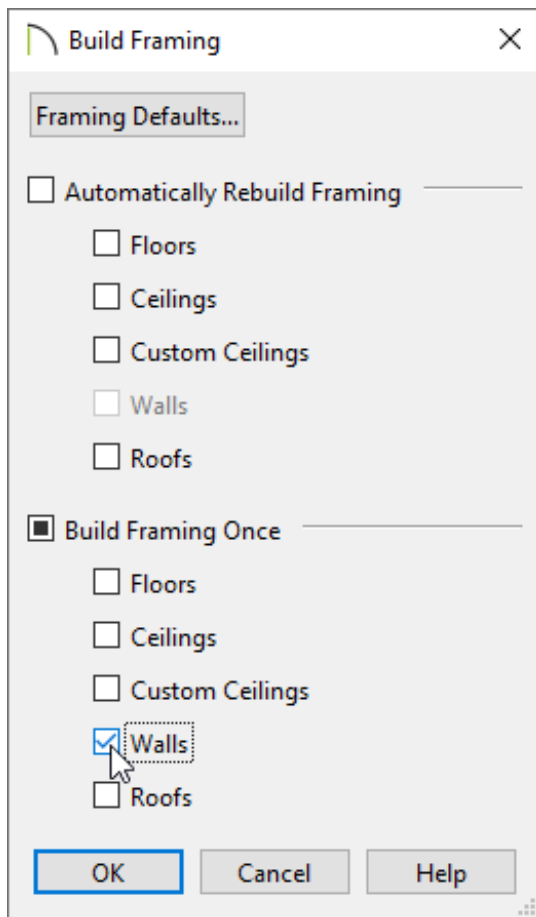 Build Framing
Framing Defaults...
Automatically Rebuild Framing
Floors
Ceilings
Custom Ceilings
Walls
Roofs
Build Framing Once
Floors
Ceilings
Custom Ceilings
Walls
Roofs
OK Cancel Help